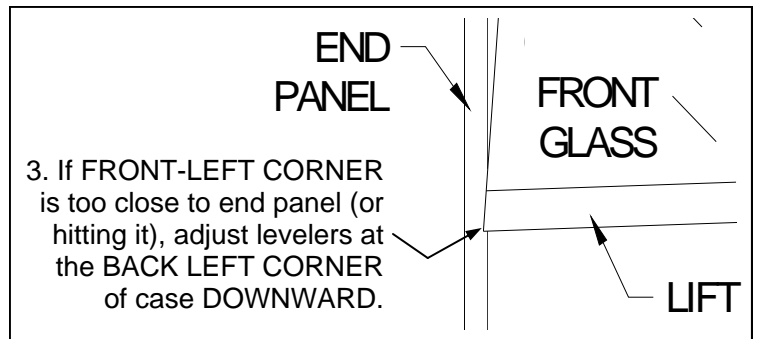 END
PANEL
FRONT
GLASS
3. If FRONT-LEFT CORNER
is too close to end panel (or
hitting it), adjust levelers at
the BACK LEFT CORNER
of case DOWNWARD.
LIFT